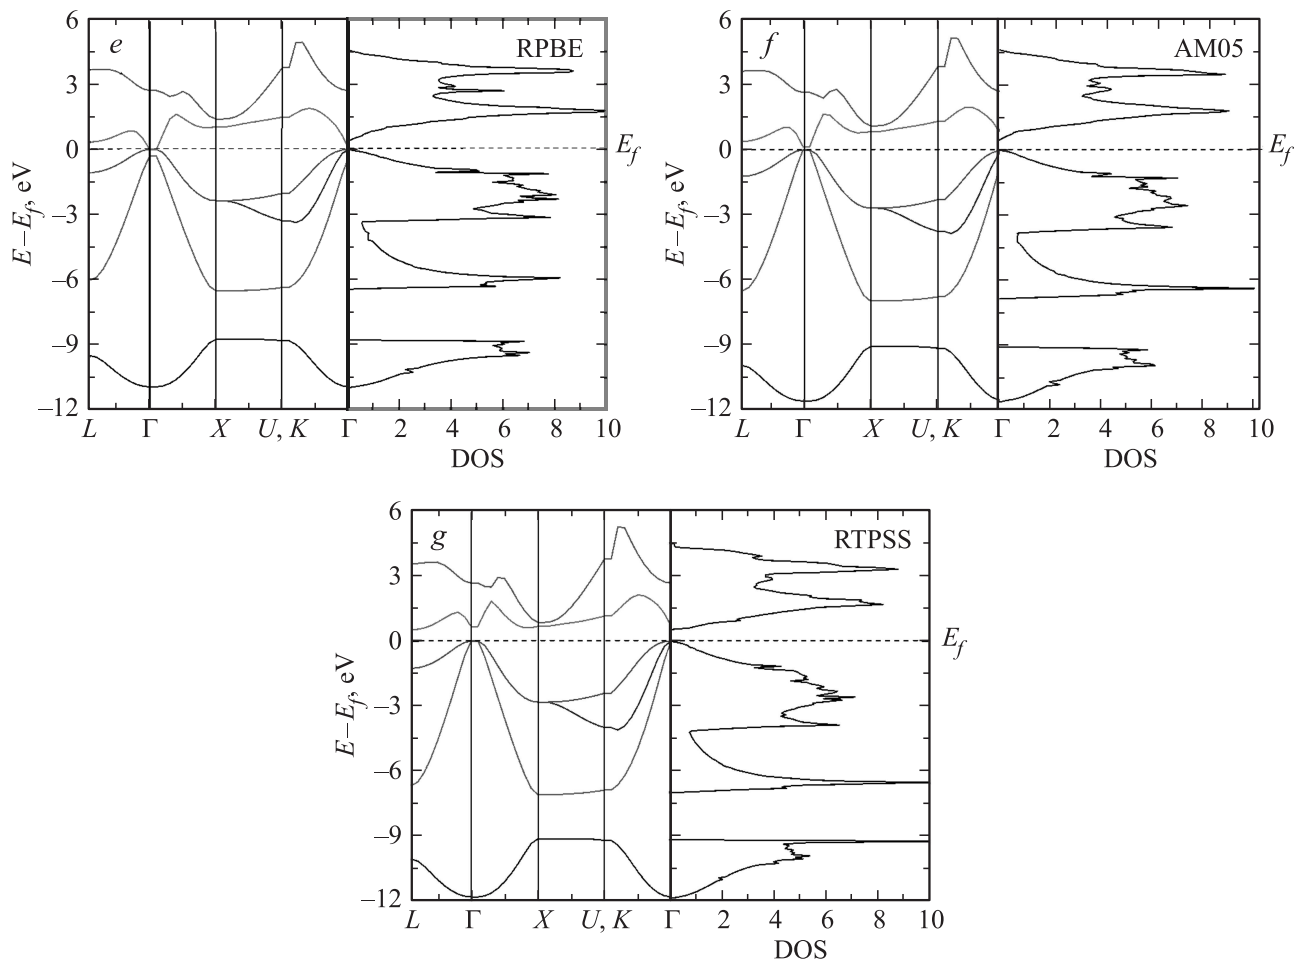 e RPBE
6
3
0
–3
–6
–9
–12
E–E_f, eV
E_f
L Γ X U, K Γ 2 4 6 8 10
DOS
f AM05
6
3
0
–3
–6
–9
–12
E–E_f, eV
E_f
L Γ X U, K Γ 2 4 6 8 10
DOS
g RTPSS
6
3
0
–3
–6
–9
–12
E–E_f, eV
E_f
L Γ X U, K Γ 2 4 6 8 10
DOS